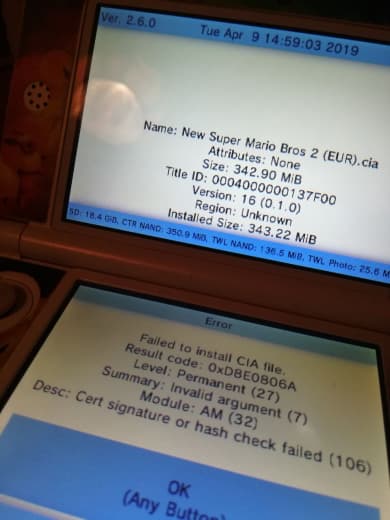 Ver. 2.6.0
Tue Apr 9 14:59:03 2019
Name: New Super Mario Bros 2 (EUR).cia
Attributes: None
Size: 342.90 MiB
Title ID: 0004000000137F00
Version: 16 (0.1.0)
Region: Unknown
Installed Size: 343.22 MiB
SD: 18.4 GiB, CTR NAND: 350.9 MiB, TWL NAND: 136.5 MiB, TWL Photo: 25.6 M
Error
Failed to install CIA file.
Result code: 0xD8E0806A
Level: Permanent (27)
Summary: Invalid argument (7)
Module: AM (32)
Desc: Cert signature or hash check failed (106)
OK
(Any Button)